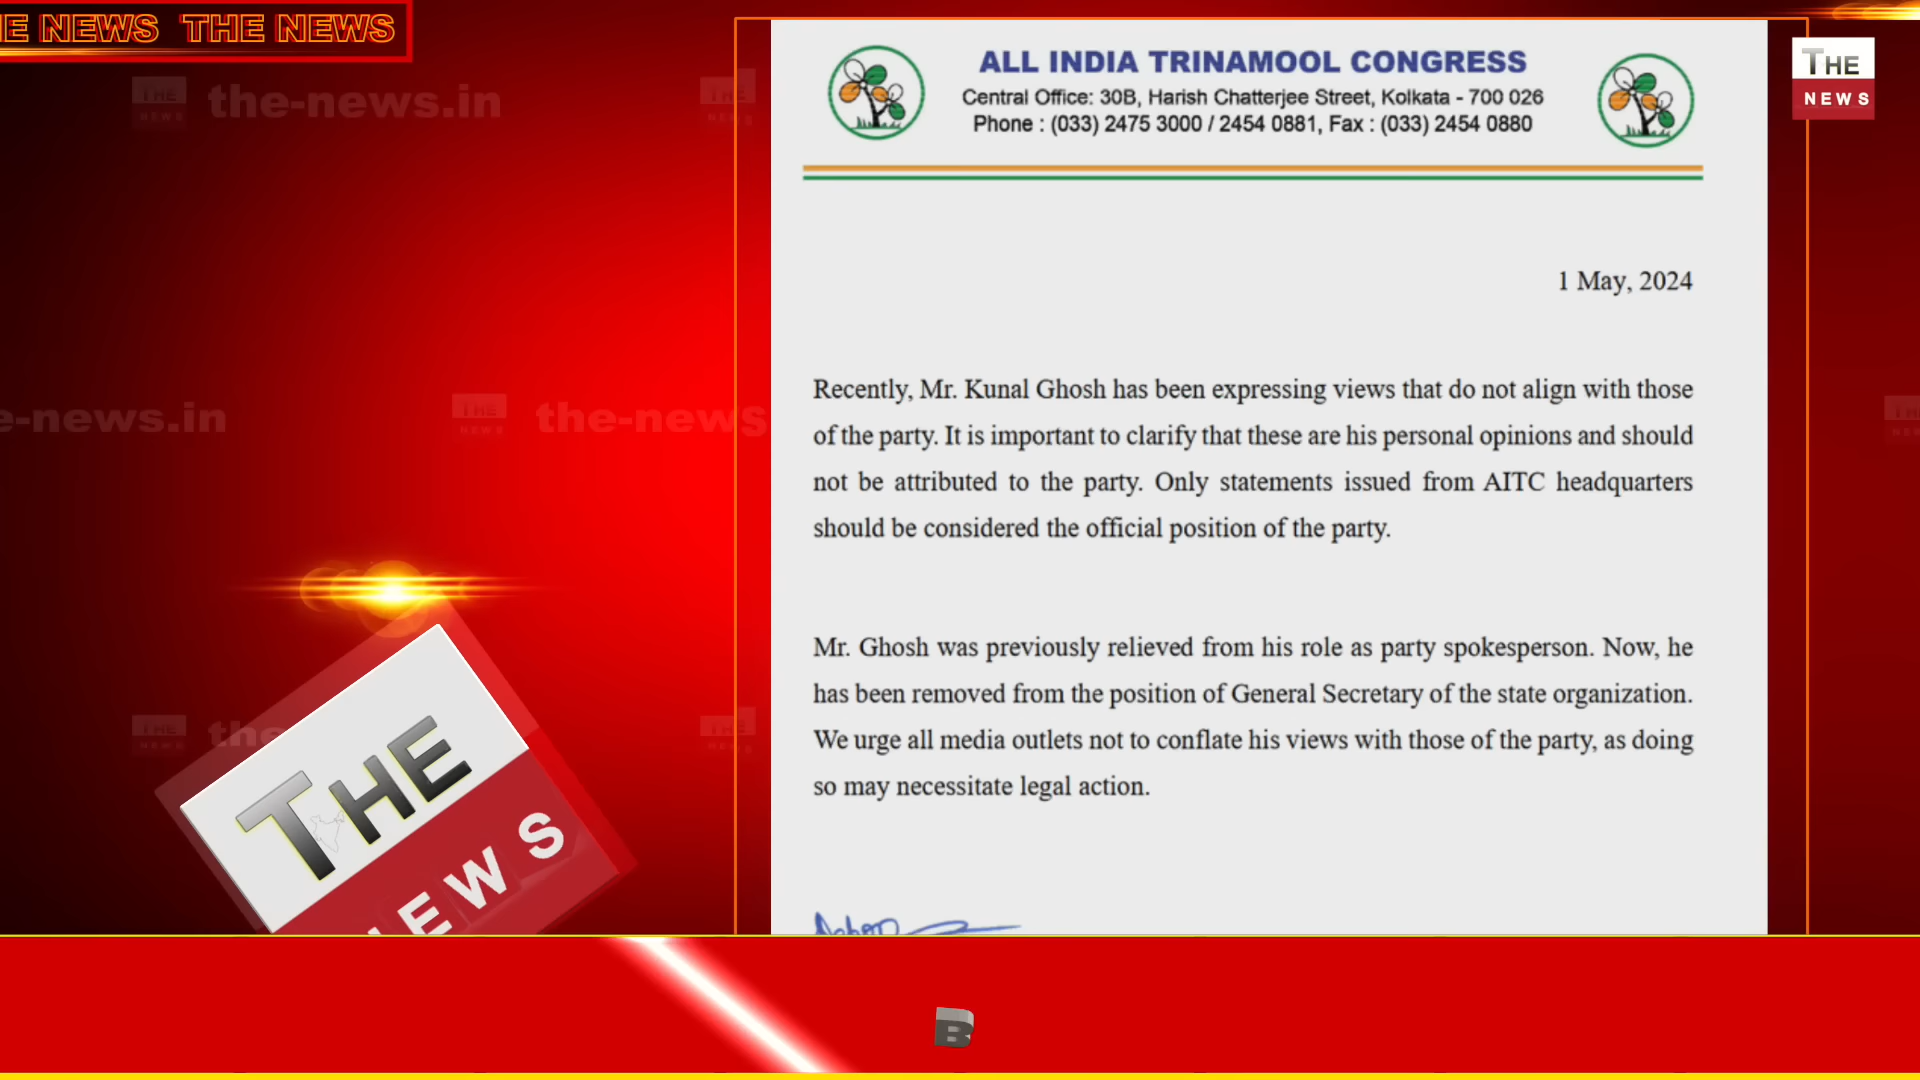 THE NEWS THE NEWS
the-news.in
THE
NEWS
ALL INDIA TRINAMOOL CONGRESS
Central Office: 30B, Harish Chatterjee Street, Kolkata - 700 026
Phone : (033) 2475 3000 / 2454 0881, Fax : (033) 2454 0880
1 May, 2024
Recently, Mr. Kunal Ghosh has been expressing views that do not align with those
of the party. It is important to clarify that these are his personal opinions and should
not be attributed to the party. Only statements issued from AITC headquarters
should be considered the official position of the party.
Mr. Ghosh was previously relieved from his role as party spokesperson. Now, he
has been removed from the position of General Secretary of the state organization.
We urge all media outlets not to conflate his views with those of the party, as doing
so may necessitate legal action.
THE
NEWS
B